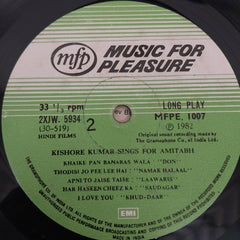 mfp MUSIC FOR
PLEASURE
33 1/3 rpm
LONG PLAY
2XJW. 5934
MFPE. 1007
(30-519)
2
℗ 1982
HINDI FILMS
Original sound recording made by
The Gramophone Co. of India Ltd.
KISHORE KUMAR SINGS FOR AMITABH
KHAIKE PAN BANARAS WALA "DON"
THODISI JO PEE LEE HAI "NAMAK HALAAL"
APNI TO JAISE TAISE "LAAWARIS"
HAR HASEEN CHEEZ KA "SAUDAGAR"
I LOVE YOU "KHUD-DAAR"
EMI
MADE IN INDIA